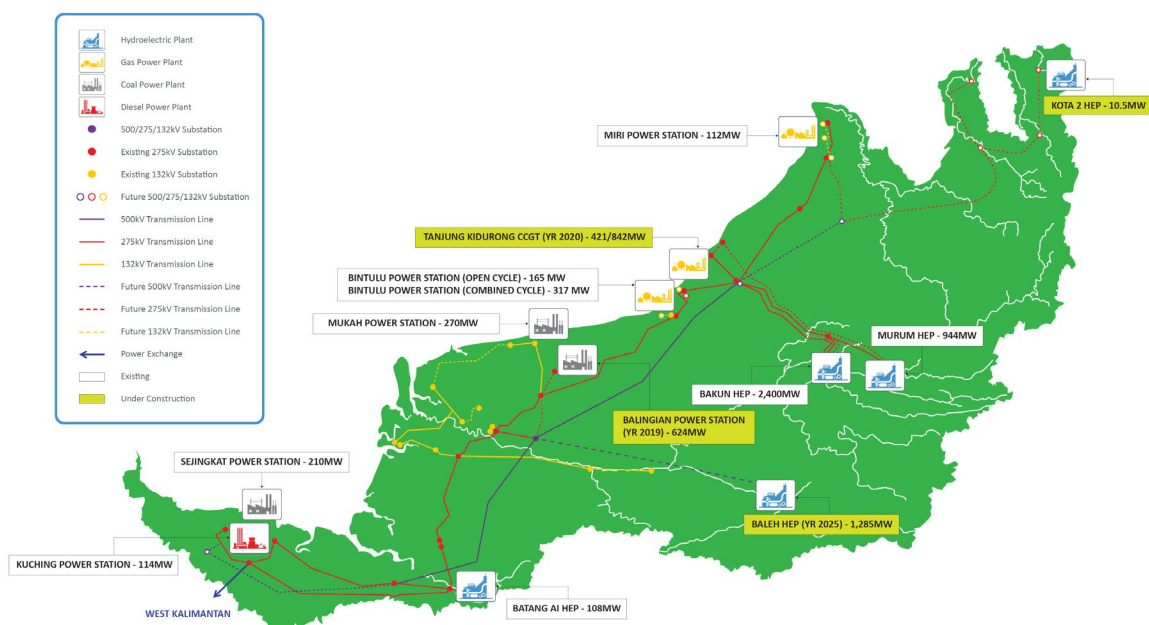 Hydroelectric Plant
Gas Power Plant
Coal Power Plant
Diesel Power Plant
500/275/132kV Substation
Existing 275kV Substation
Existing 132kV Substation
Future 500/275/132kV Substation
500kV Transmission Line
275kV Transmission Line
132kV Transmission Line
Future 500kV Transmission Line
Future 275kV Transmission Line
Future 132kV Transmission Line
Power Exchange
Existing
Under Construction
KOTA 2 HEP - 10.5MW
MIRI POWER STATION - 112MW
TANJUNG KIDURONG CCGT (YR 2020) - 421/842MW
BINTULU POWER STATION (OPEN CYCLE) - 165 MW
BINTULU POWER STATION (COMBINED CYCLE) - 317 MW
MUKAH POWER STATION - 270MW
MURUM HEP - 944MW
BAKUN HEP - 2,400MW
BALINGIAN POWER STATION
(YR 2019) - 624MW
SEJINGKAT POWER STATION - 210MW
BALEH HEP (YR 2025) - 1,285MW
KUCHING POWER STATION - 114MW
BATANG AI HEP - 108MW
WEST KALIMANTAN